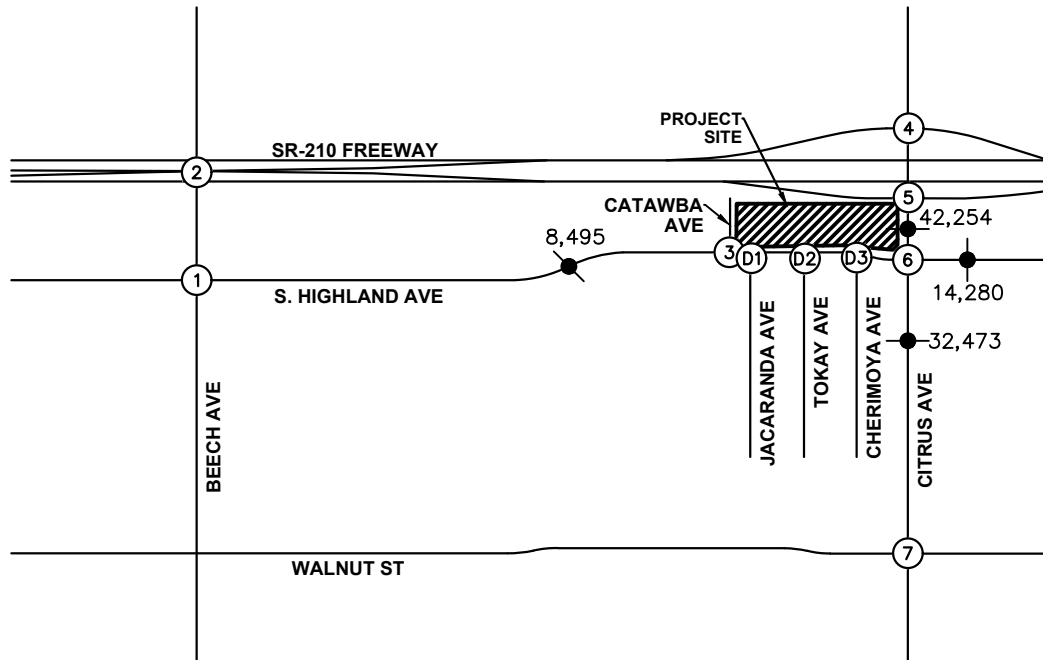 PROJECT
SITE
4
SR-210 FREEWAY
2
5
CATAWBA
AVE
42,254
8,495
3
D1
D2
D3
6
1
S. HIGHLAND AVE
14,280
32,473
BEECH AVE
JACARANDA AVE
TOKAY AVE
CHERIMOYA AVE
CITRUS AVE
7
WALNUT ST